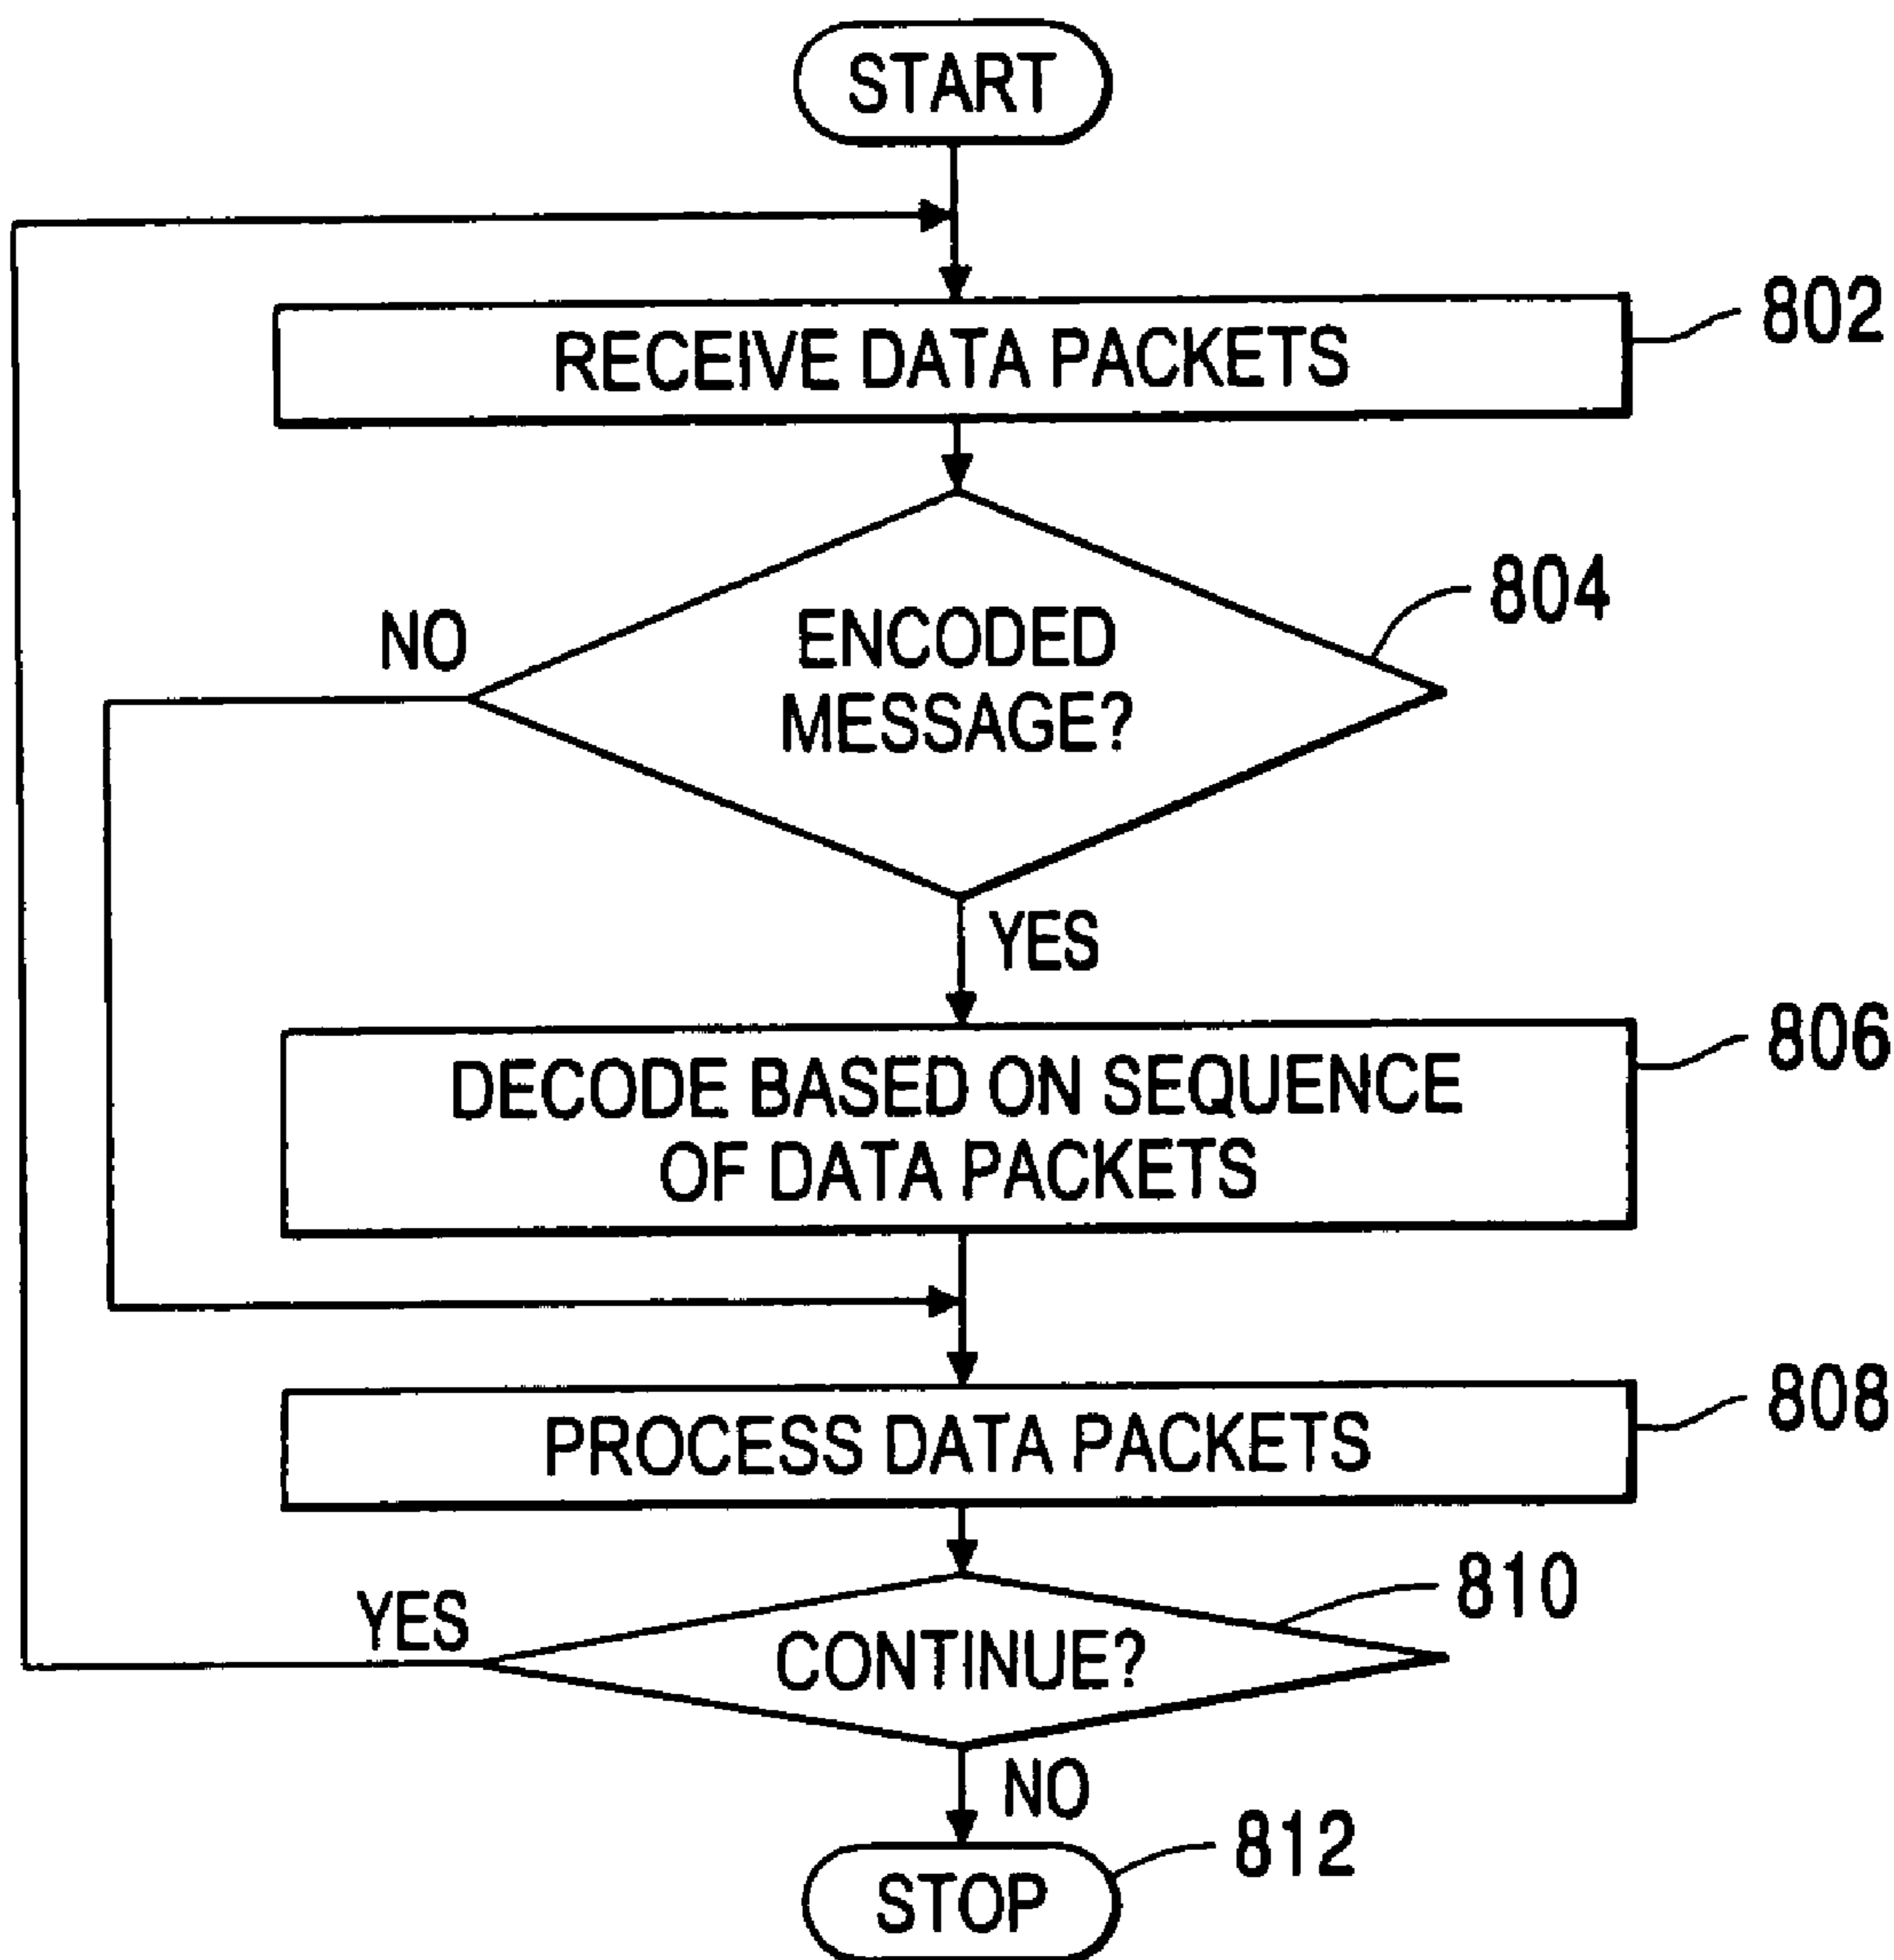 START
RECEIVE DATA PACKETS
802
804
NO
ENCODED
MESSAGE?
YES
806
DECODE BASED ON SEQUENCE
OF DATA PACKETS
808
PROCESS DATA PACKETS
810
YES
CONTINUE?
NO
812
STOP